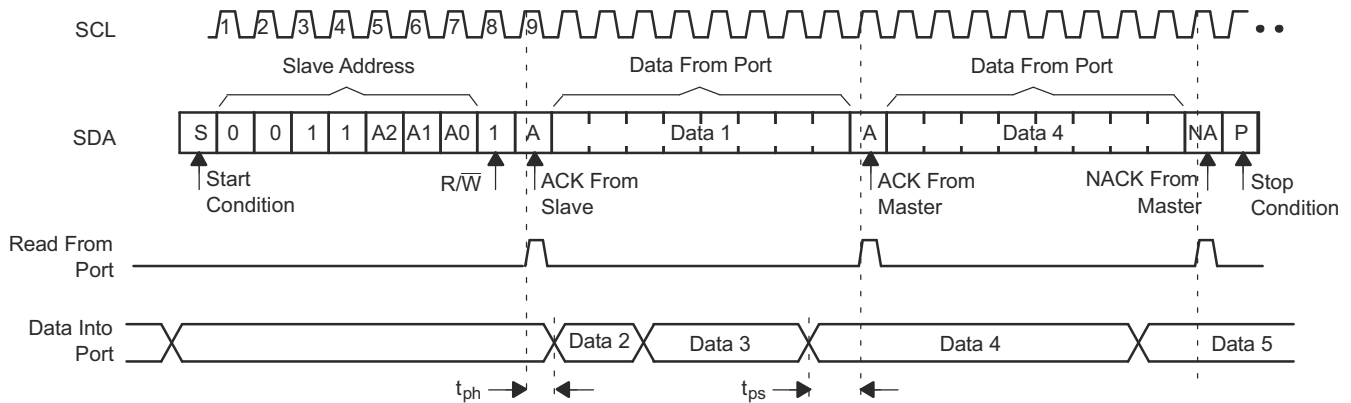 SCL 1 2 3 4 5 6 7 8 9
Slave Address Data From Port Data From Port
SDA S 0 0 1 1 A2 A1 A0 1 A Data 1 A Data 4 NA P
Start
Condition
R/W̅
ACK From
Slave
ACK From
Master
NACK From
Master
Stop
Condition
Read From
Port
Data Into
Port
Data 2 Data 3 Data 4 Data 5
tph tps